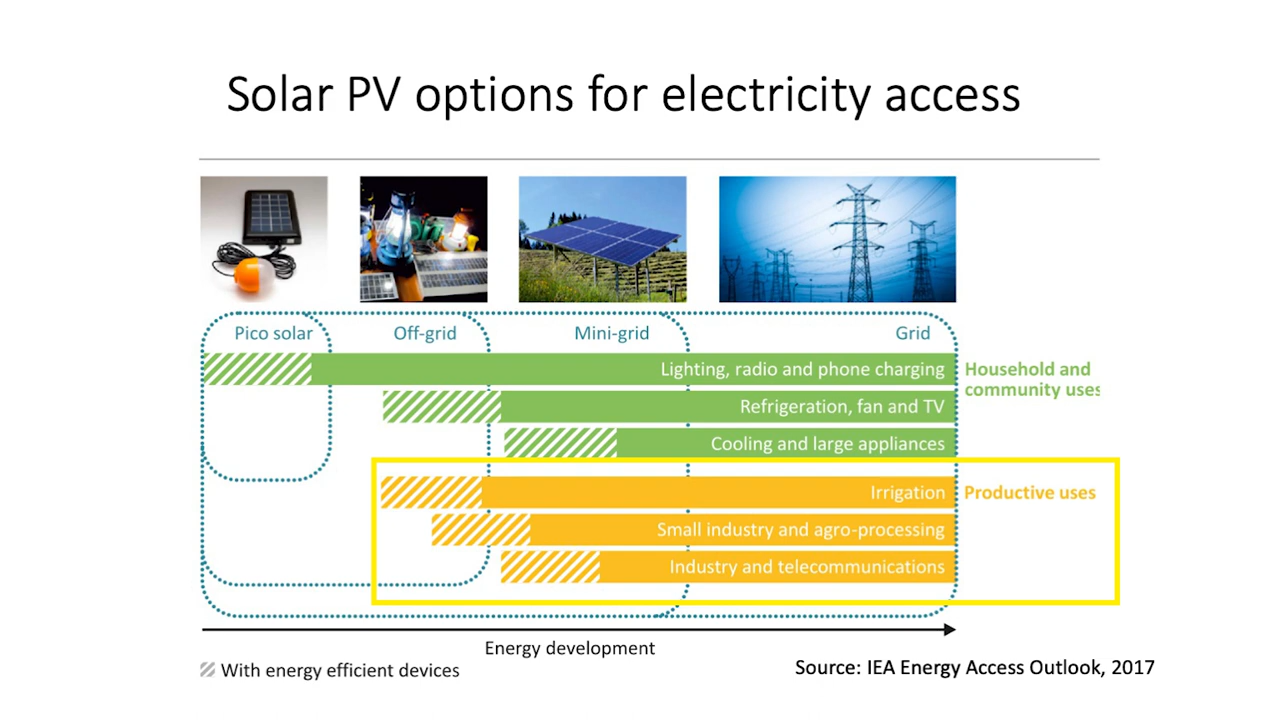 Solar PV options for electricity access
Pico solar
Off-grid
Mini-grid
Grid
Lighting, radio and phone charging
Household and
community uses
Refrigeration, fan and TV
Cooling and large appliances
Irrigation
Productive uses
Small industry and agro-processing
Industry and telecommunications
Energy development
With energy efficient devices
Source: IEA Energy Access Outlook, 2017